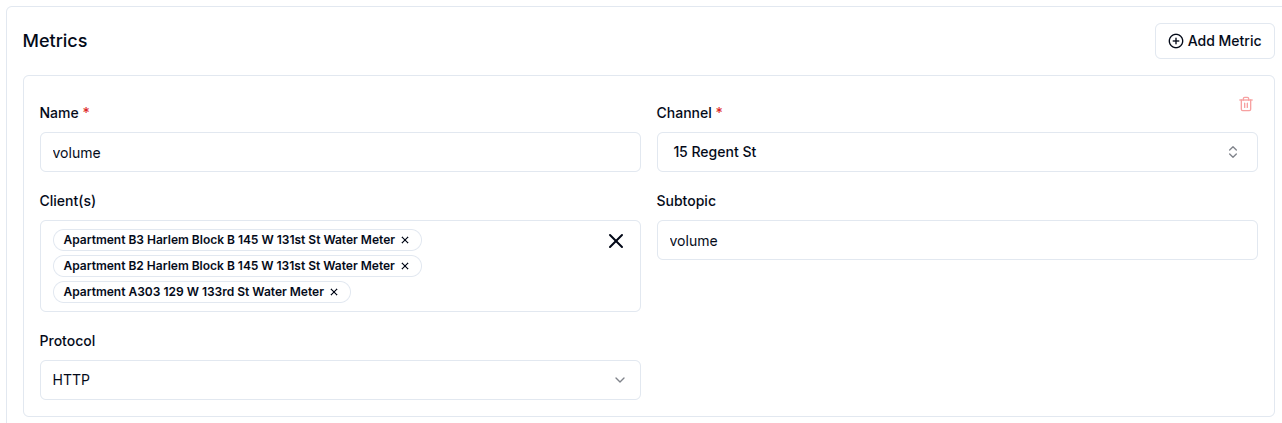 Metrics
Add Metric
Name *
volume
Channel *
15 Regent St
Client(s)
Apartment B3 Harlem Block B 145 W 131st St Water Meter ×
Apartment B2 Harlem Block B 145 W 131st St Water Meter ×
Apartment A303 129 W 133rd St Water Meter ×
Subtopic
volume
Protocol
HTTP